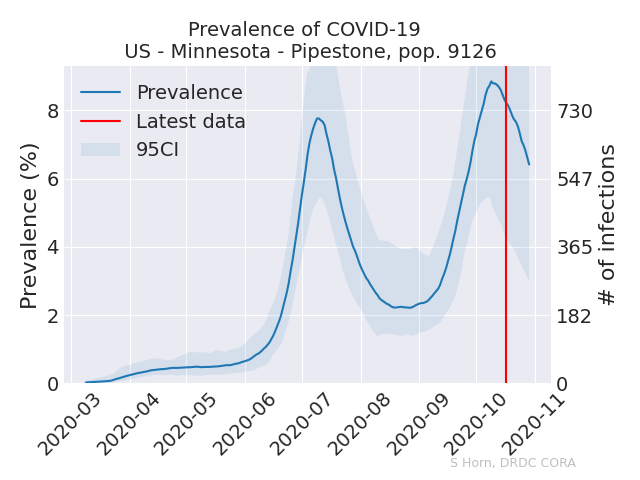 Prevalence of COVID-19
US - Minnesota - Pipestone, pop. 9126
Prevalence
Latest data
95CI
Prevalence (%)
8
6
4
2
0
730
547
365
182
0
# of infections
2020-03
2020-04
2020-05
2020-06
2020-07
2020-08
2020-09
2020-10
2020-11
S Horn, DRDC CORA